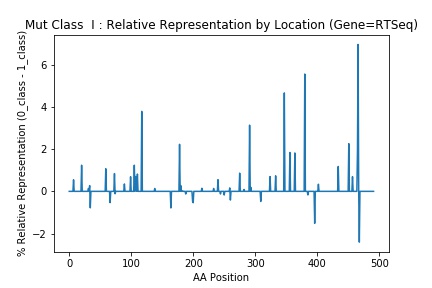 Mut Class  I : Relative Representation by Location (Gene=RTSeq)
% Relative Representation (0_class - 1_class)
6
4
2
0
−2
0 100 200 300 400 500
AA Position